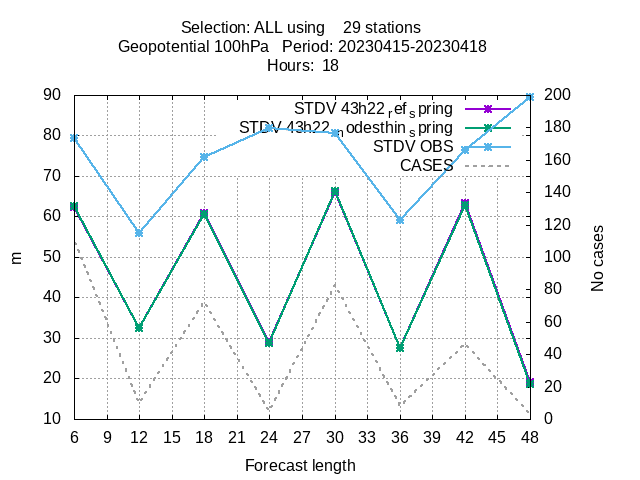 Selection: ALL using 29 stations
Geopotential 100hPa Period: 20230415-20230418
Hours: 18
90 200
STDV 43h22_ref_spring
80 STDV 43h22_nodesthin_spring 180
STDV OBS
160
CASES
70
140
60
120
50 100
m
No cases
40 80
60
30
40
20
20
10 0
6 9 12 15 18 21 24 27 30 33 36 39 42 45 48
Forecast length